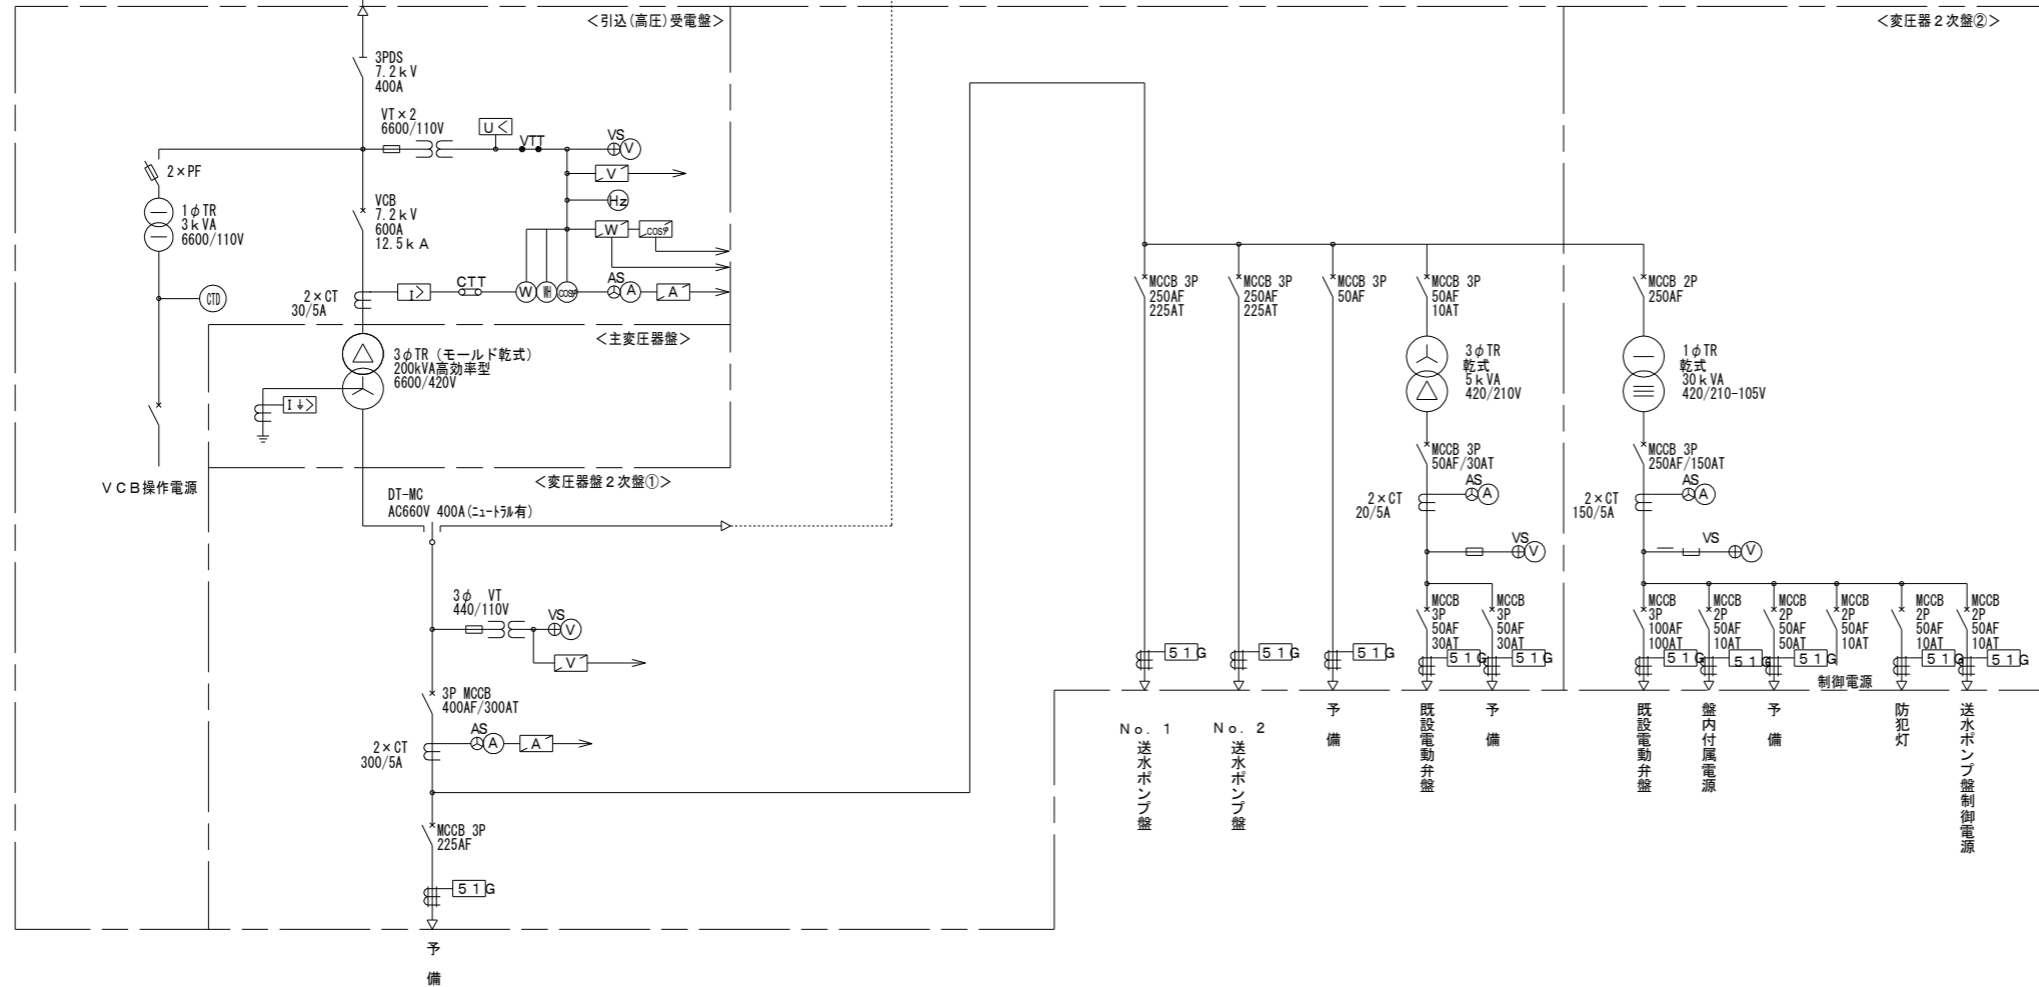 <引込(高圧)受電盤>
3PDS
7.2kV
400A
VT×2
6600/110V
U<
VTT
VS
V
V
Hz
W
cosφ
2×PF
1φTR
3kVA
6600/110V
CTD
VCB
7.2kV
600A
12.5kA
2×CT
30/5A
I>
CTT
W
WH
cosφ
AS
A
A
VCB操作電源
<主変圧器盤>
3φTR (モールド乾式)
200kVA高効率型
6600/420V
I↓>
<変圧器盤2次盤①>
DT-MC
AC660V 400A(ニュートラル有)
3φ VT
440/110V
VS
V
V
3P MCCB
400AF/300AT
AS
A
A
2×CT
300/5A
MCCB 3P
225AF
51G
予備
<変圧器2次盤②>
MCCB 3P
250AF
225AT
51G
No. 1
送水ポンプ盤
MCCB 3P
250AF
225AT
51G
No. 2
送水ポンプ盤
MCCB 3P
50AF
51G
予備
MCCB 3P
50AF
10AT
3φTR
乾式
5kVA
420/210V
MCCB 3P
50AF/30AT
AS
A
2×CT
20/5A
VS
V
MCCB
3P
50AF
30AT
51G
既設電動弁盤
MCCB
3P
50AF
30AT
51G
予備
MCCB 2P
250AF
1φTR
乾式
30kVA
420/210-105V
MCCB 3P
250AF/150AT
AS
A
2×CT
150/5A
VS
V
MCCB
3P
100AF
100AT
51G
既設電動弁盤
MCCB
2P
50AF
10AT
51G
盤内付属電源
MCCB
2P
50AF
50AT
51G
予備
MCCB
2P
50AF
10AT
制御電源
MCCB
2P
50AF
10AT
51G
防犯灯
MCCB
2P
50AF
10AT
51G
送水ポンプ盤制御電源